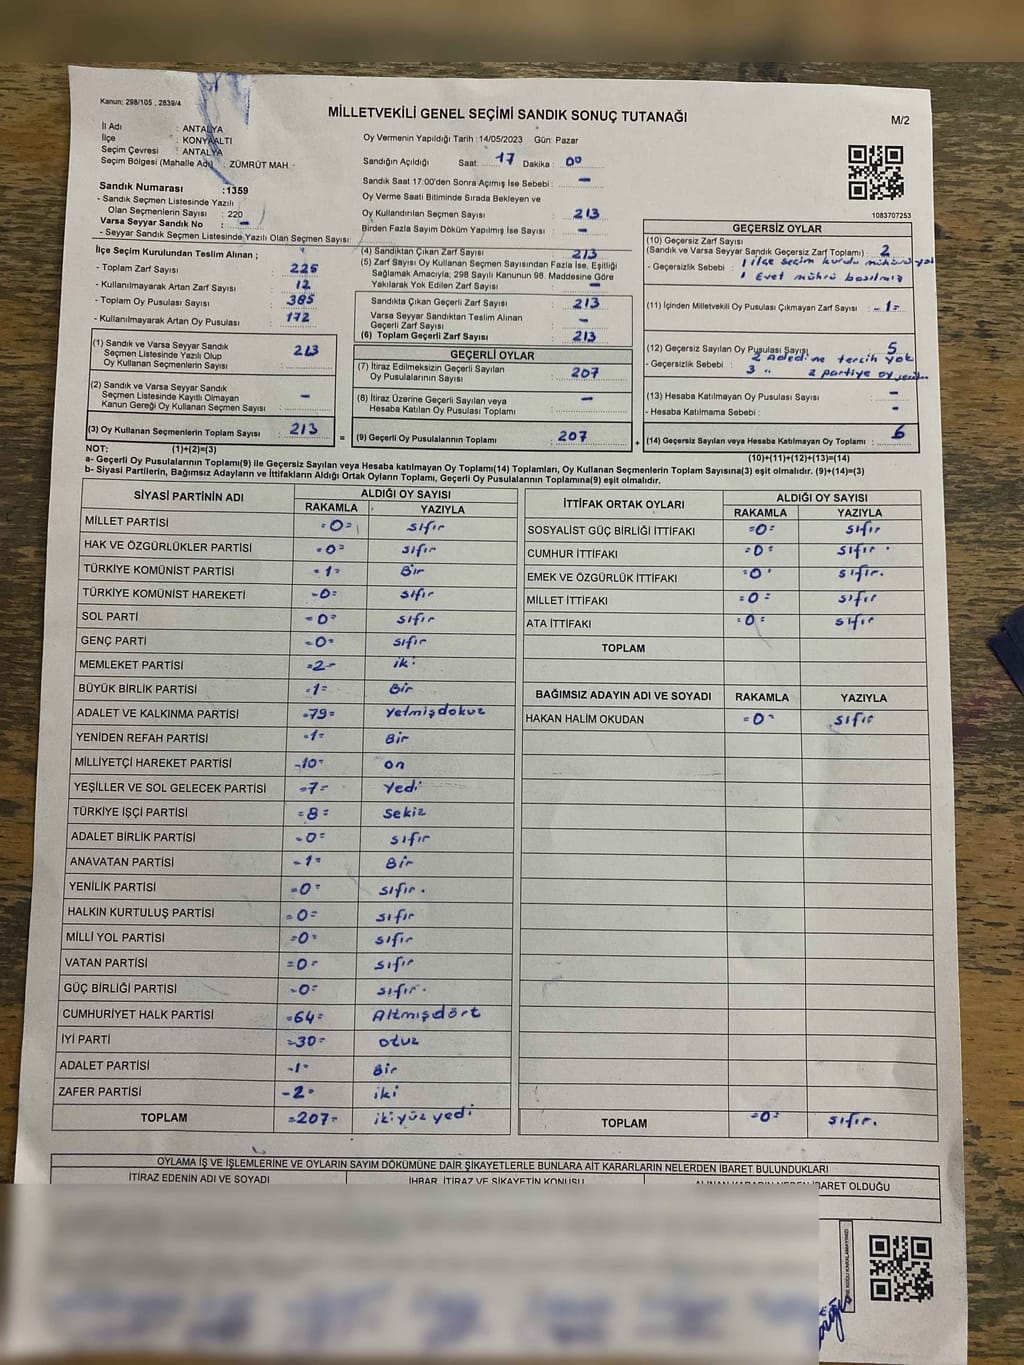 Kanun; 298/105 , 2839/4
MİLLETVEKİLİ GENEL SEÇİMİ SANDIK SONUÇ TUTANAĞI
M/2
İl Adı : ANTALYA
İlçe : KONYAALTI
Seçim Çevresi : ANTALYA
Seçim Bölgesi (Mahalle Adı) : ZÜMRÜT MAH.
Oy Vermenin Yapıldığı Tarih :14/05/2023 Gün: Pazar
Sandığın Açıldığı Saat: 17 Dakika : 00
Sandık Saat 17:00'den Sonra Açımış İse Sebebi : -
Oy Verme Saati Bitiminde Sırada Bekleyen ve
Oy Kullandırılan Seçmen Sayısı : 213
Birden Fazla Sayım Döküm Yapılmış İse Sayısı : -
1083707253
Sandık Numarası :1359
- Sandık Seçmen Listesinde Yazılı
Olan Seçmenlerin Sayısı : 220
Varsa Seyyar Sandık No : -
- Seyyar Sandık Seçmen Listesinde Yazılı Olan Seçmen Sayısı:
İlçe Seçim Kurulundan Teslim Alınan ;
- Toplam Zarf Sayısı : 225
- Kullanılmayarak Artan Zarf Sayısı : 12
- Toplam Oy Pusulası Sayısı : 385
- Kullanılmayarak Artan Oy Pusulası : 172
(1) Sandık ve Varsa Seyyar Sandık
Seçmen Listesinde Yazılı Olup
Oy Kullanan Seçmenlerin Sayısı : 213
(2) Sandık ve Varsa Seyyar Sandık
Seçmen Listesinde Kayıtlı Olmayan
Kanun Gereği Oy Kullanan Seçmen Sayısı : -
(3) Oy Kullanan Seçmenlerin Toplam Sayısı : 213
(4) Sandıktan Çıkan Zarf Sayısı : 213
(5) Zarf Sayısı Oy Kullanan Seçmen Sayısından Fazla İse, Eşitliği
Sağlamak Amacıyla; 298 Sayılı Kanunun 98. Maddesine Göre
Yakılarak Yok Edilen Zarf Sayısı : -
Sandıkta Çıkan Geçerli Zarf Sayısı : 213
Varsa Seyyar Sandıktan Teslim Alınan
Geçerli Zarf Sayısı : -
(6) Toplam Geçerli Zarf Sayısı : 213
GEÇERLİ OYLAR
(7) İtiraz Edilmeksizin Geçerli Sayılan
Oy Pusulalarının Sayısı : 207
(8) İtiraz Üzerine Geçerli Sayılan veya
Hesaba Katılan Oy Pusulası Toplamı : -
= (9) Geçerli Oy Pusulalarının Toplamı : 207
GEÇERSİZ OYLAR
(10) Geçersiz Zarf Sayısı
(Sandık ve Varsa Seyyar Sandık Geçersiz Zarf Toplamı) : 2
- Geçersizlik Sebebi : 1 ilçe seçim kurulu mührü yok
1 Evet mührü basılmış
(11) İçinden Milletvekili Oy Pusulası Çıkmayan Zarf Sayısı : -1=
(12) Geçersiz Sayılan Oy Pusulası Sayısı : 5
- Geçersizlik Sebebi : 2 Adedine tercih yok
3 " 2 partiye oy
(13) Hesaba Katılmayan Oy Pusulası Sayısı : -
- Hesaba Katılmama Sebebi : -
+ (14) Geçersiz Sayılan veya Hesaba Katılmayan Oy Toplamı : 6
NOT: (1)+(2)=(3)
(10)+(11)+(12)+(13)=(14)
a- Geçerli Oy Pusulalarının Toplamı(9) ile Geçersiz Sayılan veya Hesaba katılmayan Oy Toplamı(14) Toplamları, Oy Kullanan Seçmenlerin Toplam Sayısına(3) eşit olmalıdır. (9)+(14)=(3)
b- Siyasi Partilerin, Bağımsız Adayların ve İttifakların Aldığı Ortak Oyların Toplamı, Geçerli Oy Pusulalarının Toplamına(9) eşit olmalıdır.
SİYASİ PARTİNİN ADI ALDIĞI OY SAYISI
RAKAMLA YAZIYLA
MİLLET PARTİSİ =0= sıfır
HAK VE ÖZGÜRLÜKLER PARTİSİ =0= sıfır
TÜRKİYE KOMÜNİST PARTİSİ =1= Bir
TÜRKİYE KOMÜNİST HAREKETİ =0= sıfır
SOL PARTİ =0= sıfır
GENÇ PARTİ =0= sıfır
MEMLEKET PARTİSİ =2= iki
BÜYÜK BİRLİK PARTİSİ =1= Bir
ADALET VE KALKINMA PARTİSİ =79= Yetmişdokuz
YENİDEN REFAH PARTİSİ =1= Bir
MİLLİYETÇİ HAREKET PARTİSİ =10= on
YEŞİLLER VE SOL GELECEK PARTİSİ =7= Yedi
TÜRKİYE İŞÇİ PARTİSİ =8= Sekiz
ADALET BİRLİK PARTİSİ =0= sıfır
ANAVATAN PARTİSİ =1= Bir
YENİLİK PARTİSİ =0= sıfır.
HALKIN KURTULUŞ PARTİSİ =0= sıfır
MİLLİ YOL PARTİSİ =0= sıfır
VATAN PARTİSİ =0= sıfır
GÜÇ BİRLİĞİ PARTİSİ =0= sıfır.
CUMHURİYET HALK PARTİSİ =64= Altmışdört
İYİ PARTİ =30= otuz
ADALET PARTİSİ =1= Bir
ZAFER PARTİSİ =2= iki
TOPLAM =207= ikiyüz yedi
İTTİFAK ORTAK OYLARI ALDIĞI OY SAYISI
RAKAMLA YAZIYLA
SOSYALİST GÜÇ BİRLİĞİ İTTİFAKI =0= sıfır
CUMHUR İTTİFAKI =0= sıfır.
EMEK VE ÖZGÜRLÜK İTTİFAKI =0= sıfır.
MİLLET İTTİFAKI =0= sıfır
ATA İTTİFAKI =0= sıfır
TOPLAM
BAĞIMSIZ ADAYIN ADI VE SOYADI RAKAMLA YAZIYLA
HAKAN HALİM OKUDAN =0= sıfır
TOPLAM =0= sıfır.
OYLAMA İŞ VE İŞLEMLERİNE VE OYLARIN SAYIM DÖKÜMÜNE DAİR ŞİKAYETLERLE BUNLARA AİT KARARLARIN NELERDEN İBARET BULUNDUKLARI
İTİRAZ EDENİN ADI VE SOYADI İHBAR, İTİRAZ VE ŞİKAYETİN KONUSU ALINAN KARARIN NEDEN İBARET OLDUĞU